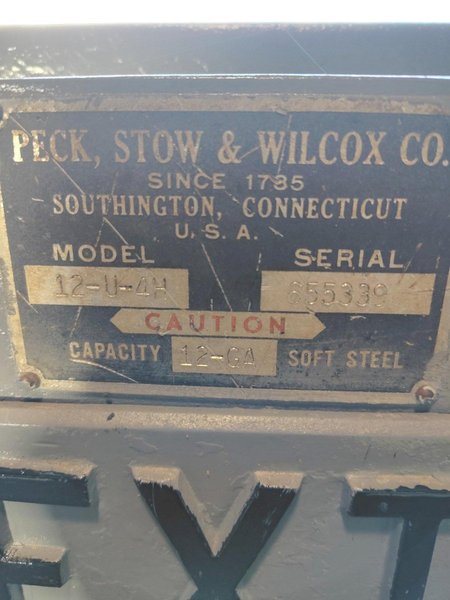 PECK, STOW & WILCOX CO.
SINCE 1785
SOUTHINGTON, CONNECTICUT
U. S. A.
MODEL SERIAL
12-U-4H 655339
CAUTION
CAPACITY 12-GA SOFT STEEL
EXT